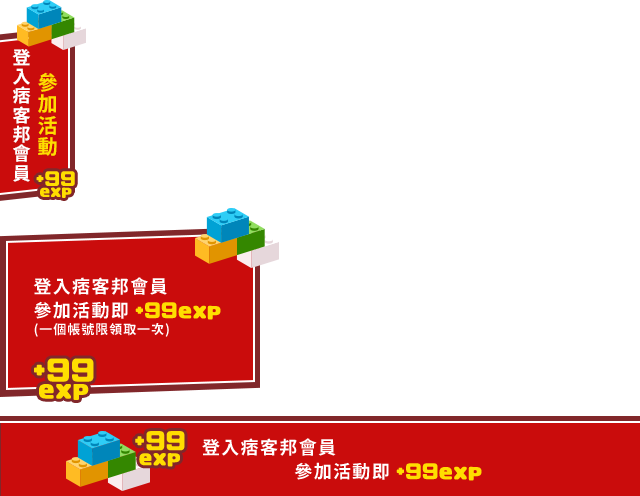 登入痞客邦會員
參加活動
+99
exp
登入痞客邦會員
參加活動即 +99exp
(一個帳號限領取一次)
+99
exp
+99
exp
登入痞客邦會員
參加活動即 +99exp